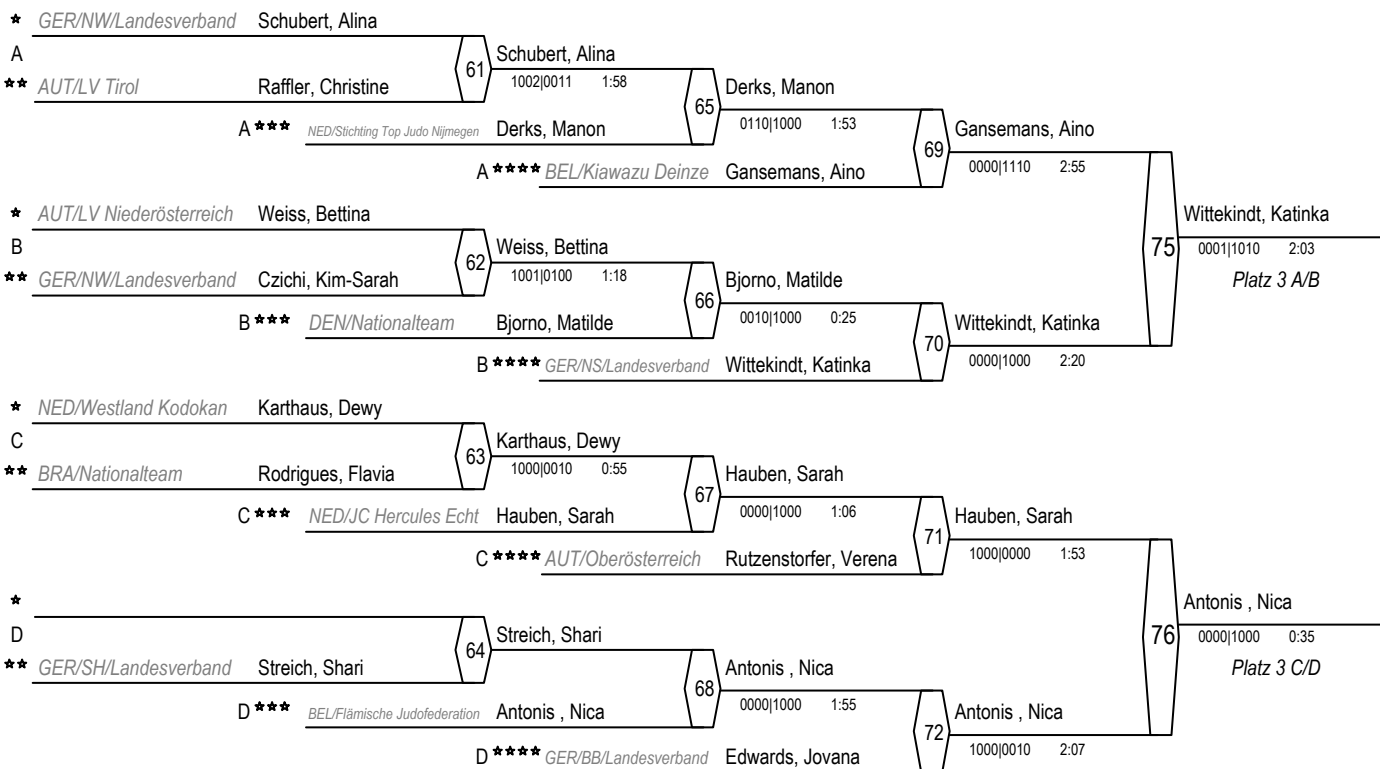 * GER/NW/Landesverband Schubert, Alina
A
61 Schubert, Alina
** AUT/LV Tirol Raffler, Christine 1002|0011 1:58 Derks, Manon
65
A *** NED/Stichting Top Judo Nijmegen Derks, Manon 0110|1000 1:53 Gansemans, Aino
69
A **** BEL/Kiawazu Deinze Gansemans, Aino 0000|1110 2:55
* AUT/LV Niederösterreich Weiss, Bettina Wittekindt, Katinka
B Weiss, Bettina 75 0001|1010 2:03
62
** GER/NW/Landesverband Czichi, Kim-Sarah 1001|0100 1:18 Bjorno, Matilde Platz 3 A/B
66
B *** DEN/Nationalteam Bjorno, Matilde 0010|1000 0:25 Wittekindt, Katinka
70
B **** GER/NS/Landesverband Wittekindt, Katinka 0000|1000 2:20
* NED/Westland Kodokan Karthaus, Dewy
C Karthaus, Dewy
63
** BRA/Nationalteam Rodrigues, Flavia 1000|0010 0:55 Hauben, Sarah
67
C *** NED/JC Hercules Echt Hauben, Sarah 0000|1000 1:06 Hauben, Sarah
71
C **** AUT/Oberösterreich Rutzenstorfer, Verena 1000|0000 1:53
* Antonis , Nica
D Streich, Shari 76 0000|1000 0:35
64
** GER/SH/Landesverband Streich, Shari Antonis , Nica Platz 3 C/D
68
D *** BEL/Flämische Judofederation Antonis , Nica 0000|1000 1:55 Antonis , Nica
72
D **** GER/BB/Landesverband Edwards, Jovana 1000|0010 2:07